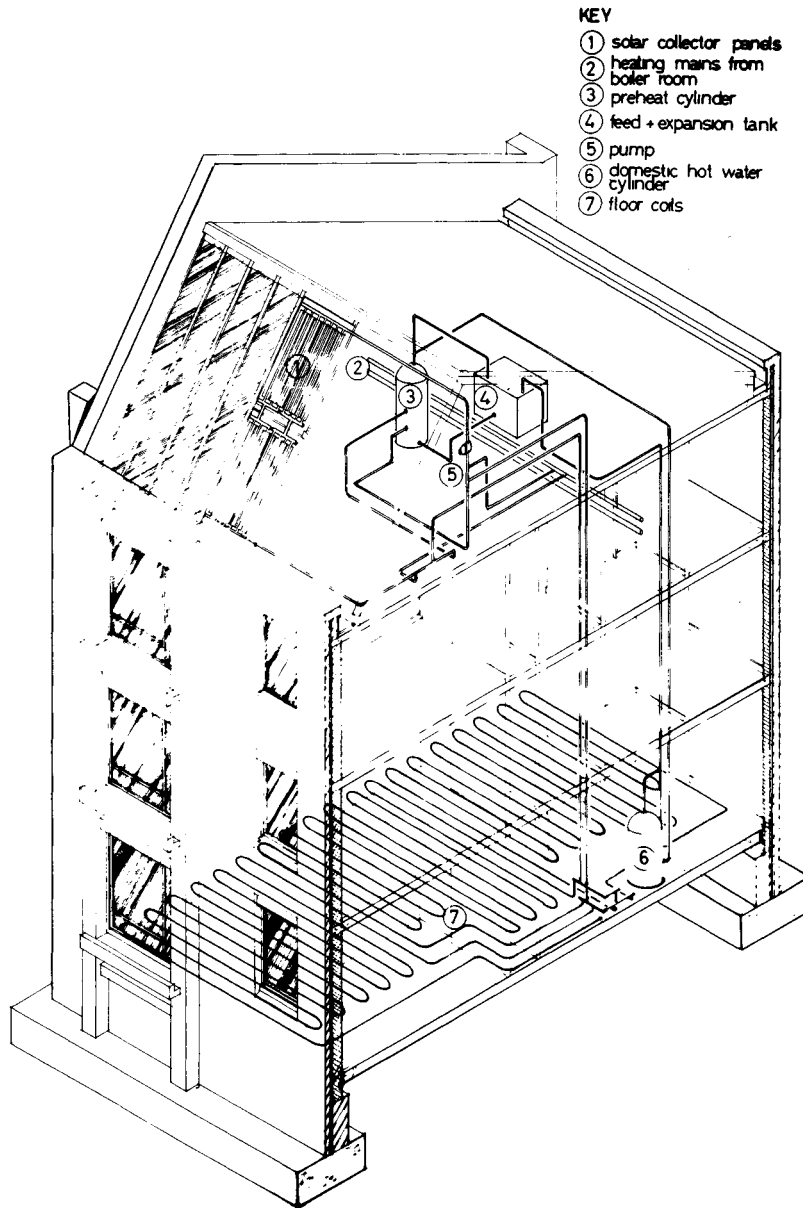 KEY
① solar collector panels
② heating mains from
boiler room
③ preheat cylinder
④ feed + expansion tank
⑤ pump
⑥ domestic hot water
cylinder
⑦ floor coils
1
2
3
4
5
6
7